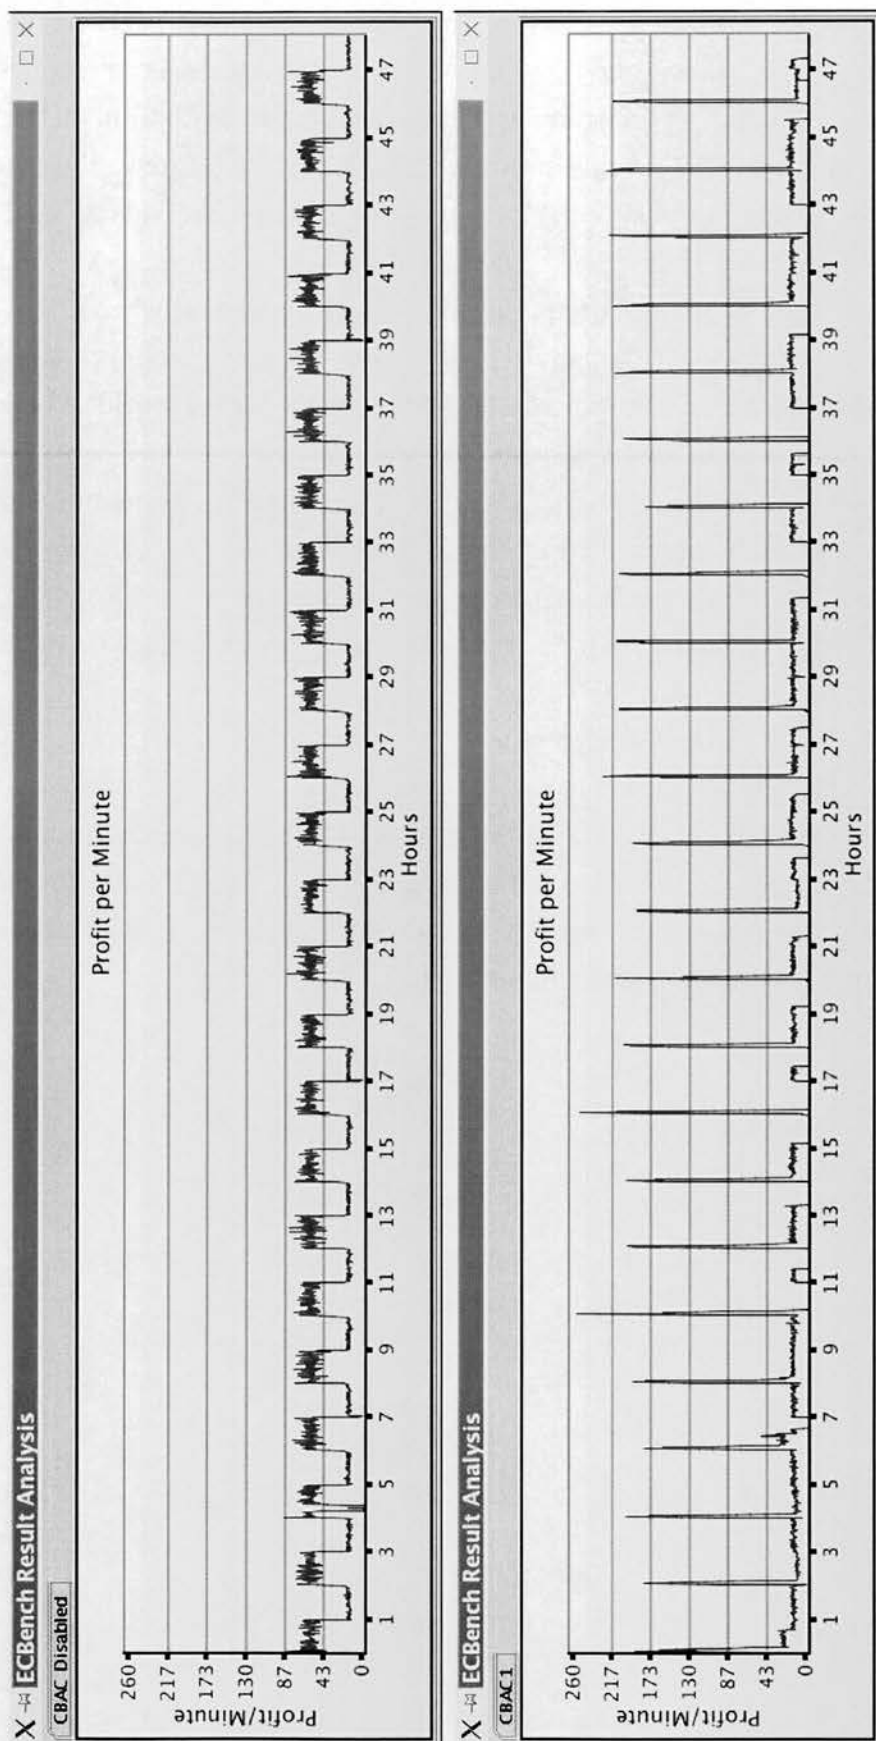 ECBench Result Analysis
CBAC Disabled
Profit per Minute
260
217
173
130
87
43
0
Profit/Minute
1 3 5 7 9 11 13 15 17 19 21 23 25 27 29 31 33 35 37 39 41 43 45 47
Hours
ECBench Result Analysis
CBAC1
Profit per Minute
260
217
173
130
87
43
0
Profit/Minute
1 3 5 7 9 11 13 15 17 19 21 23 25 27 29 31 33 35 37 39 41 43 45 47
Hours